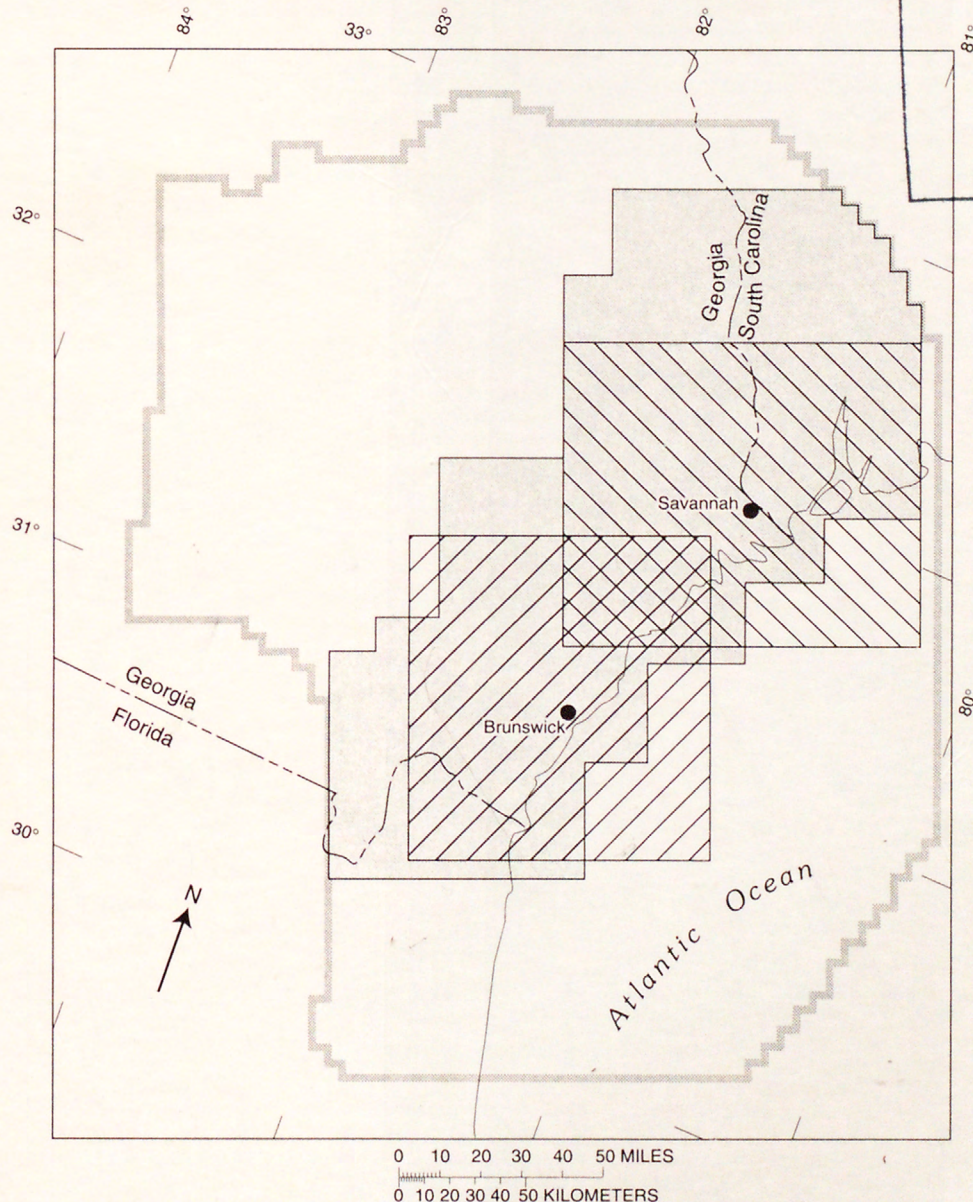 84°
33°
83°
82°
81°
32°
Georgia
South Carolina
31°
Savannah
Georgia
Florida
Brunswick
80°
30°
N
Atlantic Ocean
0 10 20 30 40 50 MILES
0 10 20 30 40 50 KILOMETERS